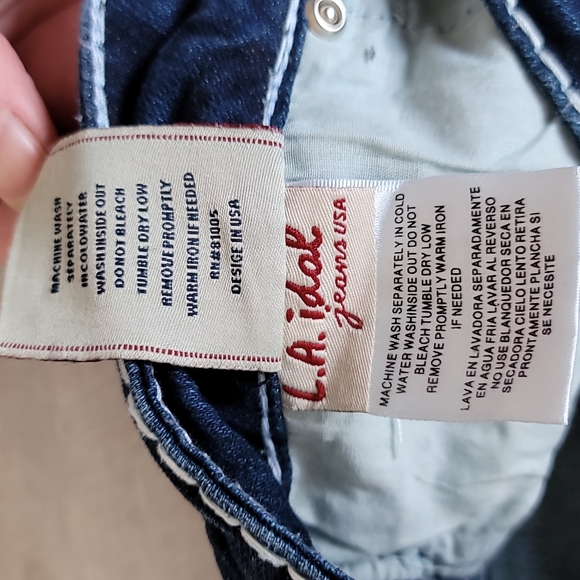 MACHINE WASH
SEPARATELY
INCOLDWATER
WASH INSIDE OUT
DO NOT BLEACH
TUMBLE DRY LOW
REMOVE PROMPTLY
WARM IRON IF NEEDED
RN#81005
DESIGE IN USA
L.A. idol
jeans USA
MACHINE WASH SEPARATELY IN COLD
WATER WASHINSIDE OUT DO NOT
BLEACH TUMBLE DRY LOW
REMOVE PROMPTLY WARM IRON
IF NEEDED
LAVA EN LAVADORA SEPARADAMENTE
EN AGUA FRIA LAVAR AL REVERSO
NO USE BLANQUEDOR SECA EN
SECADORA CIELO LENTO RETIRA
PRONTAMENTE PLANCHA SI
SE NECESITE